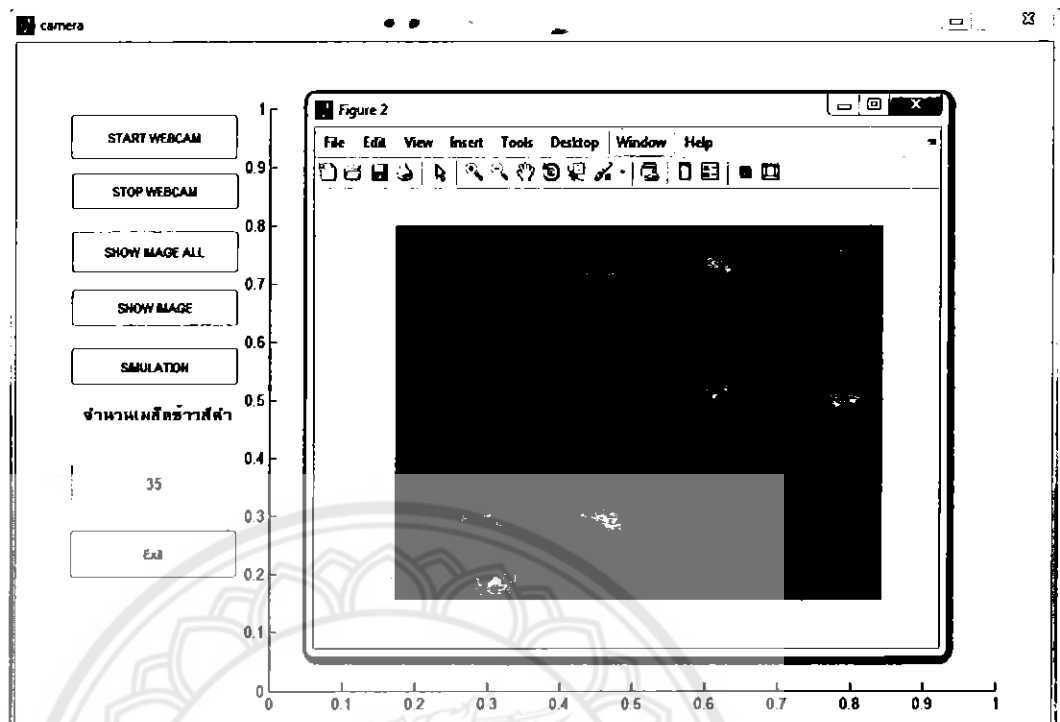 camera
START WEBCAM
STOP WEBCAM
SHOW IMAGE ALL
SHOW IMAGE
SIMULATION
จำนวนเมล็ดข้าวสีดำ
35
Exit
1
0.9
0.8
0.7
0.6
0.5
0.4
0.3
0.2
0.1
0
0 0.1 0.2 0.3 0.4 0.5 0.6 0.7 0.8 0.9 1
Figure 2
File Edit View Insert Tools Desktop Window Help